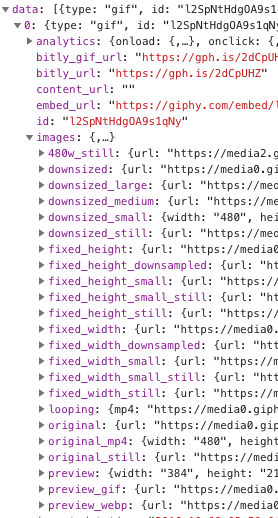 data: [{type: "gif", id: "l2SpNtHdgOA9s1
0: {type: "gif", id: "l2SpNtHdgOA9s1qNy
analytics: {onload: {,…}, onclick: {,
bitly_gif_url: "https://gph.is/2dCpUH
bitly_url: "https://gph.is/2dCpUHZ"
content_url: ""
embed_url: "https://giphy.com/embed/l
id: "l2SpNtHdgOA9s1qNy"
images: {,…}
480w_still: {url: "https://media2.g
downsized: {url: "https://media0.gi
downsized_large: {url: "https://med
downsized_medium: {url: "https://me
downsized_small: {width: "480", hei
downsized_still: {url: "https://med
fixed_height: {url: "https://media0
fixed_height_downsampled: {url: "ht
fixed_height_small: {url: "https://
fixed_height_small_still: {url: "ht
fixed_height_still: {url: "https://
fixed_width: {url: "https://media0.
fixed_width_downsampled: {url: "htt
fixed_width_small: {url: "https://m
fixed_width_small_still: {url: "htt
fixed_width_still: {url: "https://m
looping: {mp4: "https://media0.giph
original: {url: "https://media0.gip
original_mp4: {width: "480", height
original_still: {url: "https://medi
preview: {width: "384", height: "21
preview_gif: {url: "https://media0.
preview_webp: {url: "https://media0